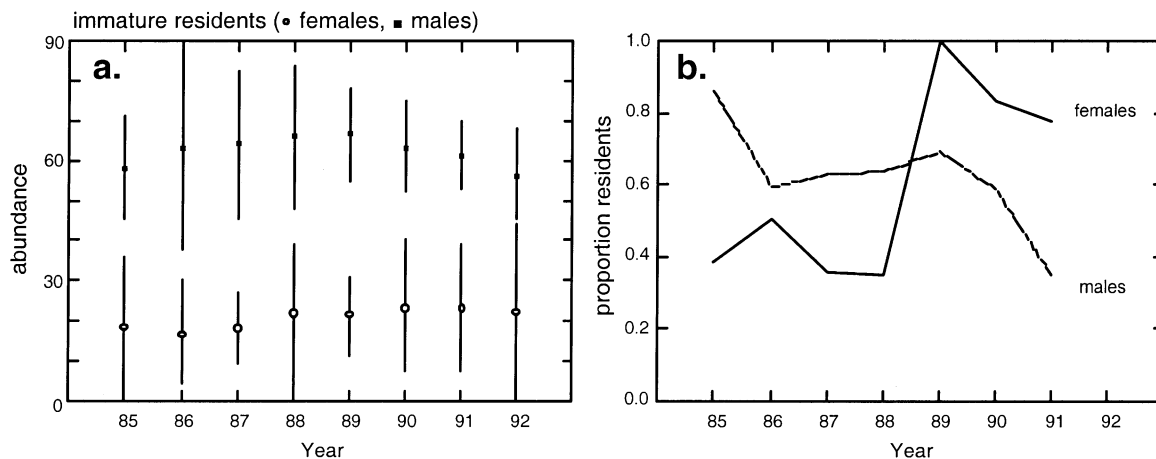 immature residents (○ females, ■ males)
a.
abundance
90
60
30
0
85 86 87 88 89 90 91 92
Year
b.
proportion residents
1.0
0.8
0.6
0.4
0.2
0.0
females
males
85 86 87 88 89 90 91 92
Year